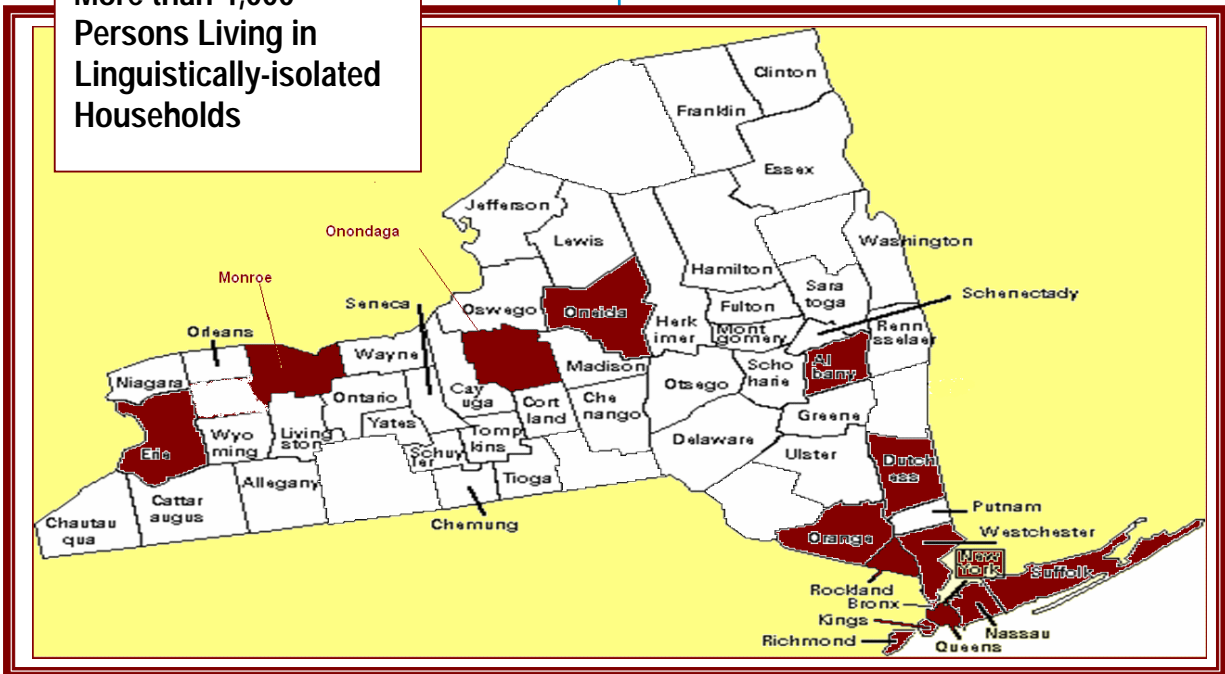 Persons Living in
Linguistically-isolated
Households
Clinton
Franklin
Essex
Jefferson
Lewis
Onondaga
Washington
Hamilton
Monroe
Sara
toga
Schenectady
Seneca
Oswego
Oneida
Fulton
Herk
imer
Mont
gomery
Renn
sselaer
Orleans
Wayne
Madison
Al
bany
Scho
harie
Niagara
Ontario
Cay
uga
Cort
land
Che
nango
Otsego
Greene
Yates
Wyo
ming
Living
ston
Tomp
kins
Schuy
ler
Delaware
Erie
Ulster
Dutch
ess
Allegany
Tioga
Cattar
augus
Chemung
Putnam
Chautau
qua
Westchester
Orange
New
York
Suffolk
Rockland
Bronx
Kings
Richmond
Nassau
Queens